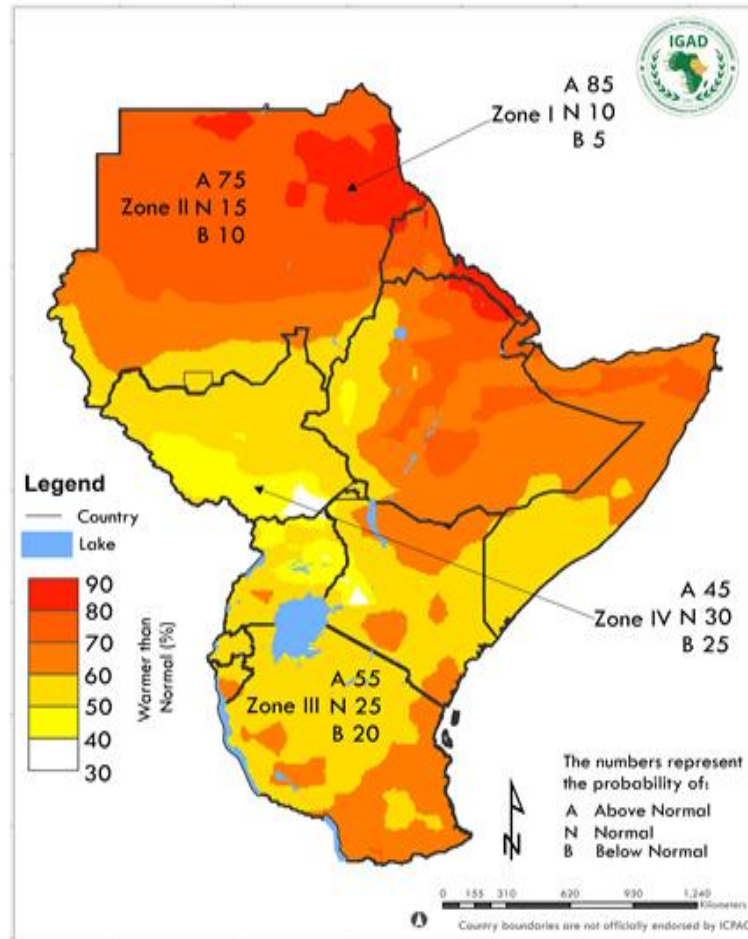 IGAD
A 85
Zone I N 10
B 5
A 75
Zone II N 15
B 10
Legend
Country
Lake
90
80
70
60
50
40
30
Warmer than
Normal (%)
A 45
Zone IV N 30
B 25
A 55
Zone III N 25
B 20
The numbers represent
the probability of:
A Above Normal
N Normal
B Below Normal
0 155 310 620 930 1,240
Kilometers
Country boundaries are not officially endorsed by ICPAC